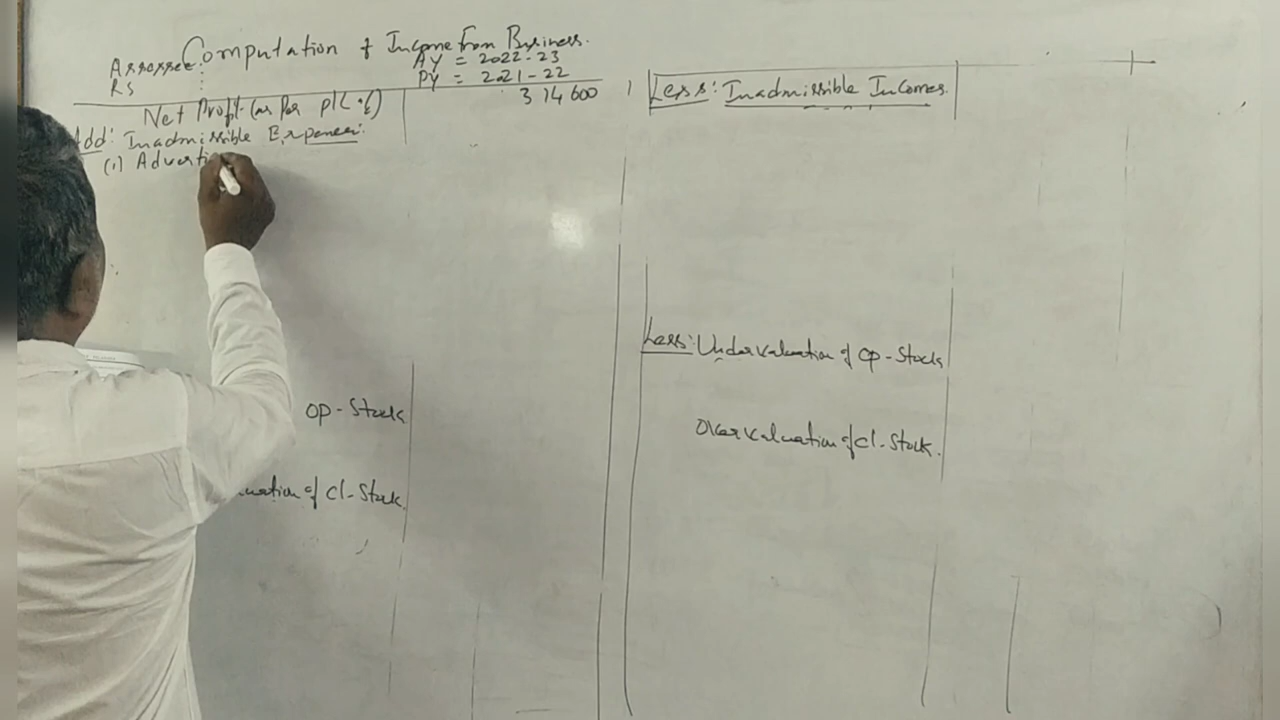 Computation of Income from Business.
Assessee:
RS :
AY = 2022-23
PY = 2021-22
Net Profit (as per P/L a/c) 3 14 600
Add: Inadmissible Expenses:
(1) Adverti
op-Stock
uation of Cl-Stock
Less: Inadmissible Incomes.
Less: Undervaluation of op-Stock
Overvaluation of Cl-Stock.